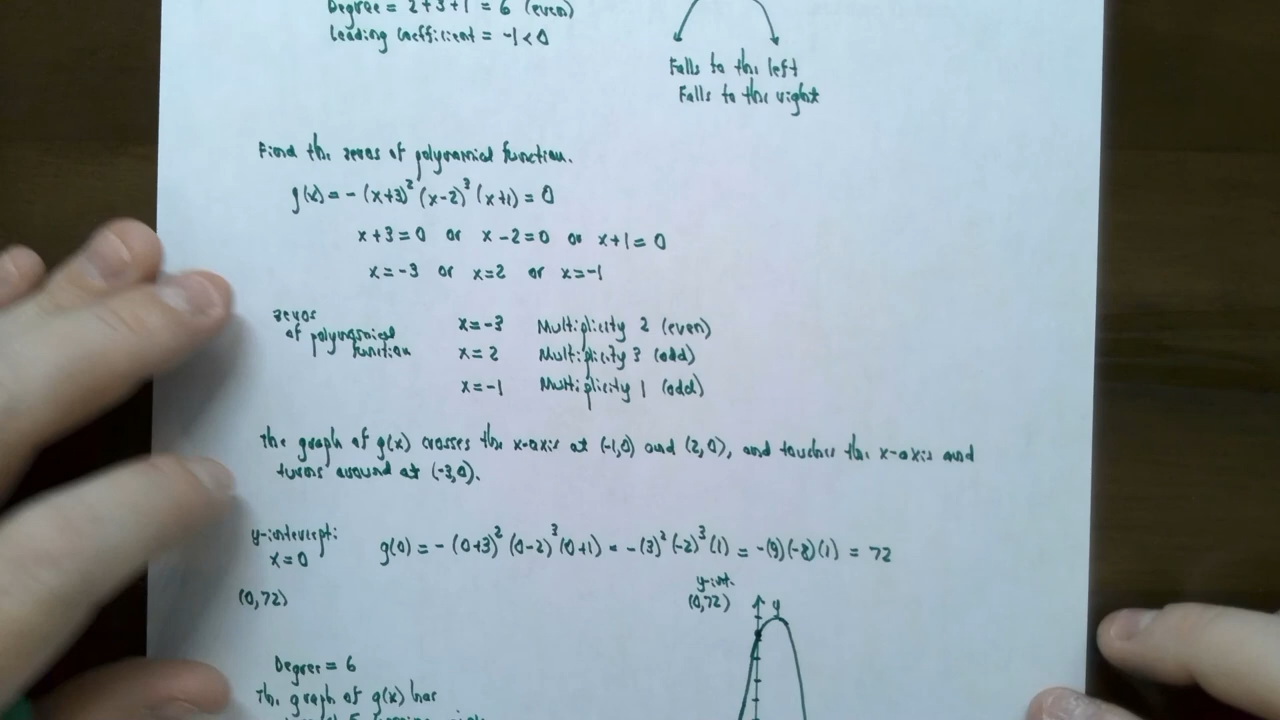 Degree = 2+3+1 = 6 (even)
Leading Coefficient = -1 < 0
Falls to the left
Falls to the right
Find the zeros of polynomial function.
g(x) = - (x+3)² (x-2)³ (x+1) = 0
x+3=0 or x-2=0 or x+1=0
x=-3 or x=2 or x=-1
zeros
of polynomial
function
x=-3 Multiplicity 2 (even)
x=2 Multiplicity 3 (odd)
x=-1 Multiplicity 1 (odd)
The graph of g(x) crosses the x-axis at (-1,0) and (2,0), and touches the x-axis and
turns around at (-3,0).
y-intercept:
x=0
g(0) = - (0+3)² (0-2)³ (0+1) = -(3)² (-2)³ (1) = -(9)(-8)(1) = 72
(0,72)
y-int.
(0,72)
y
Degree = 6
The graph of g(x) has